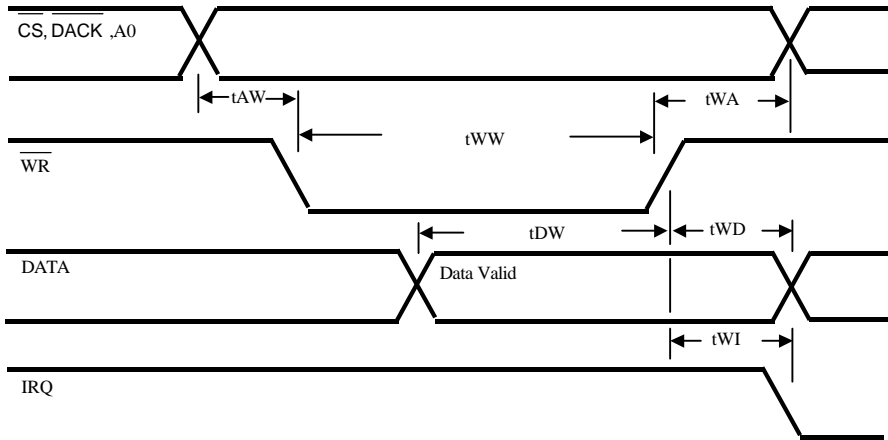 CS, DACK ,A0
tAW
tWA
tWW
WR
tDW
tWD
DATA
Data Valid
tWI
IRQ